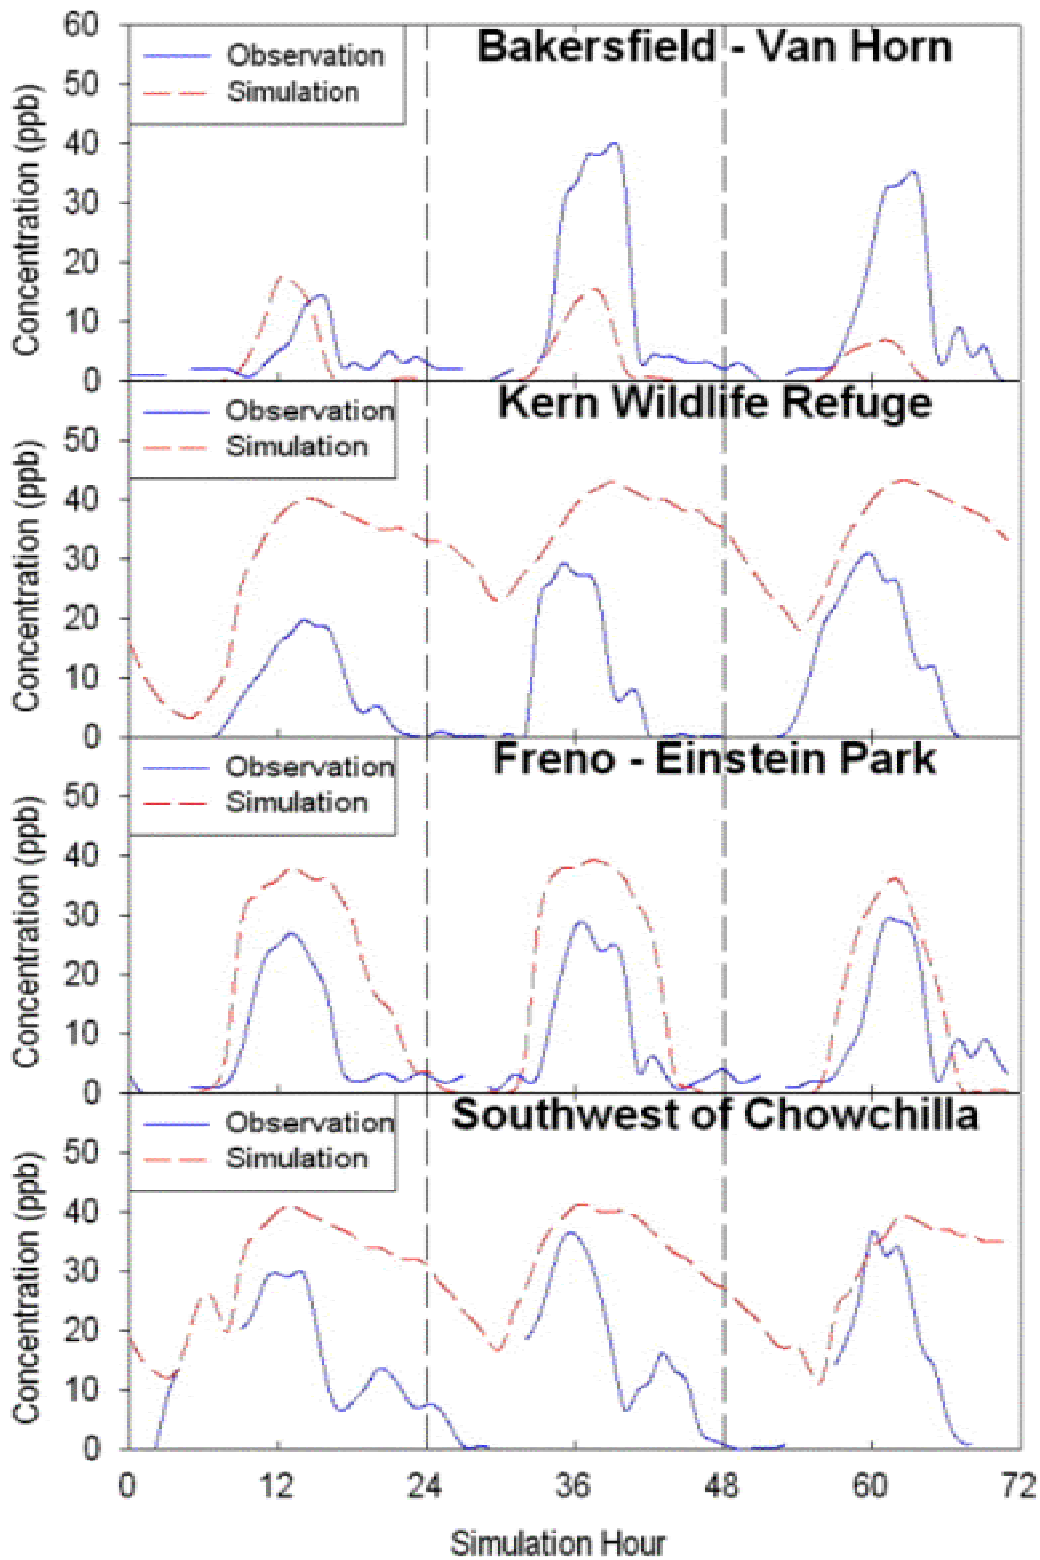 60
Bakersfield - Van Horn
Observation
Simulation
50
40
30
20
10
0
Concentration (ppb)
Kern Wildlife Refuge
Observation
Simulation
50
40
30
20
10
0
Concentration (ppb)
Freno - Einstein Park
Observation
Simulation
50
40
30
20
10
0
Concentration (ppb)
Southwest of Chowchilla
Observation
Simulation
50
40
30
20
10
0
Concentration (ppb)
0 12 24 36 48 60 72
Simulation Hour